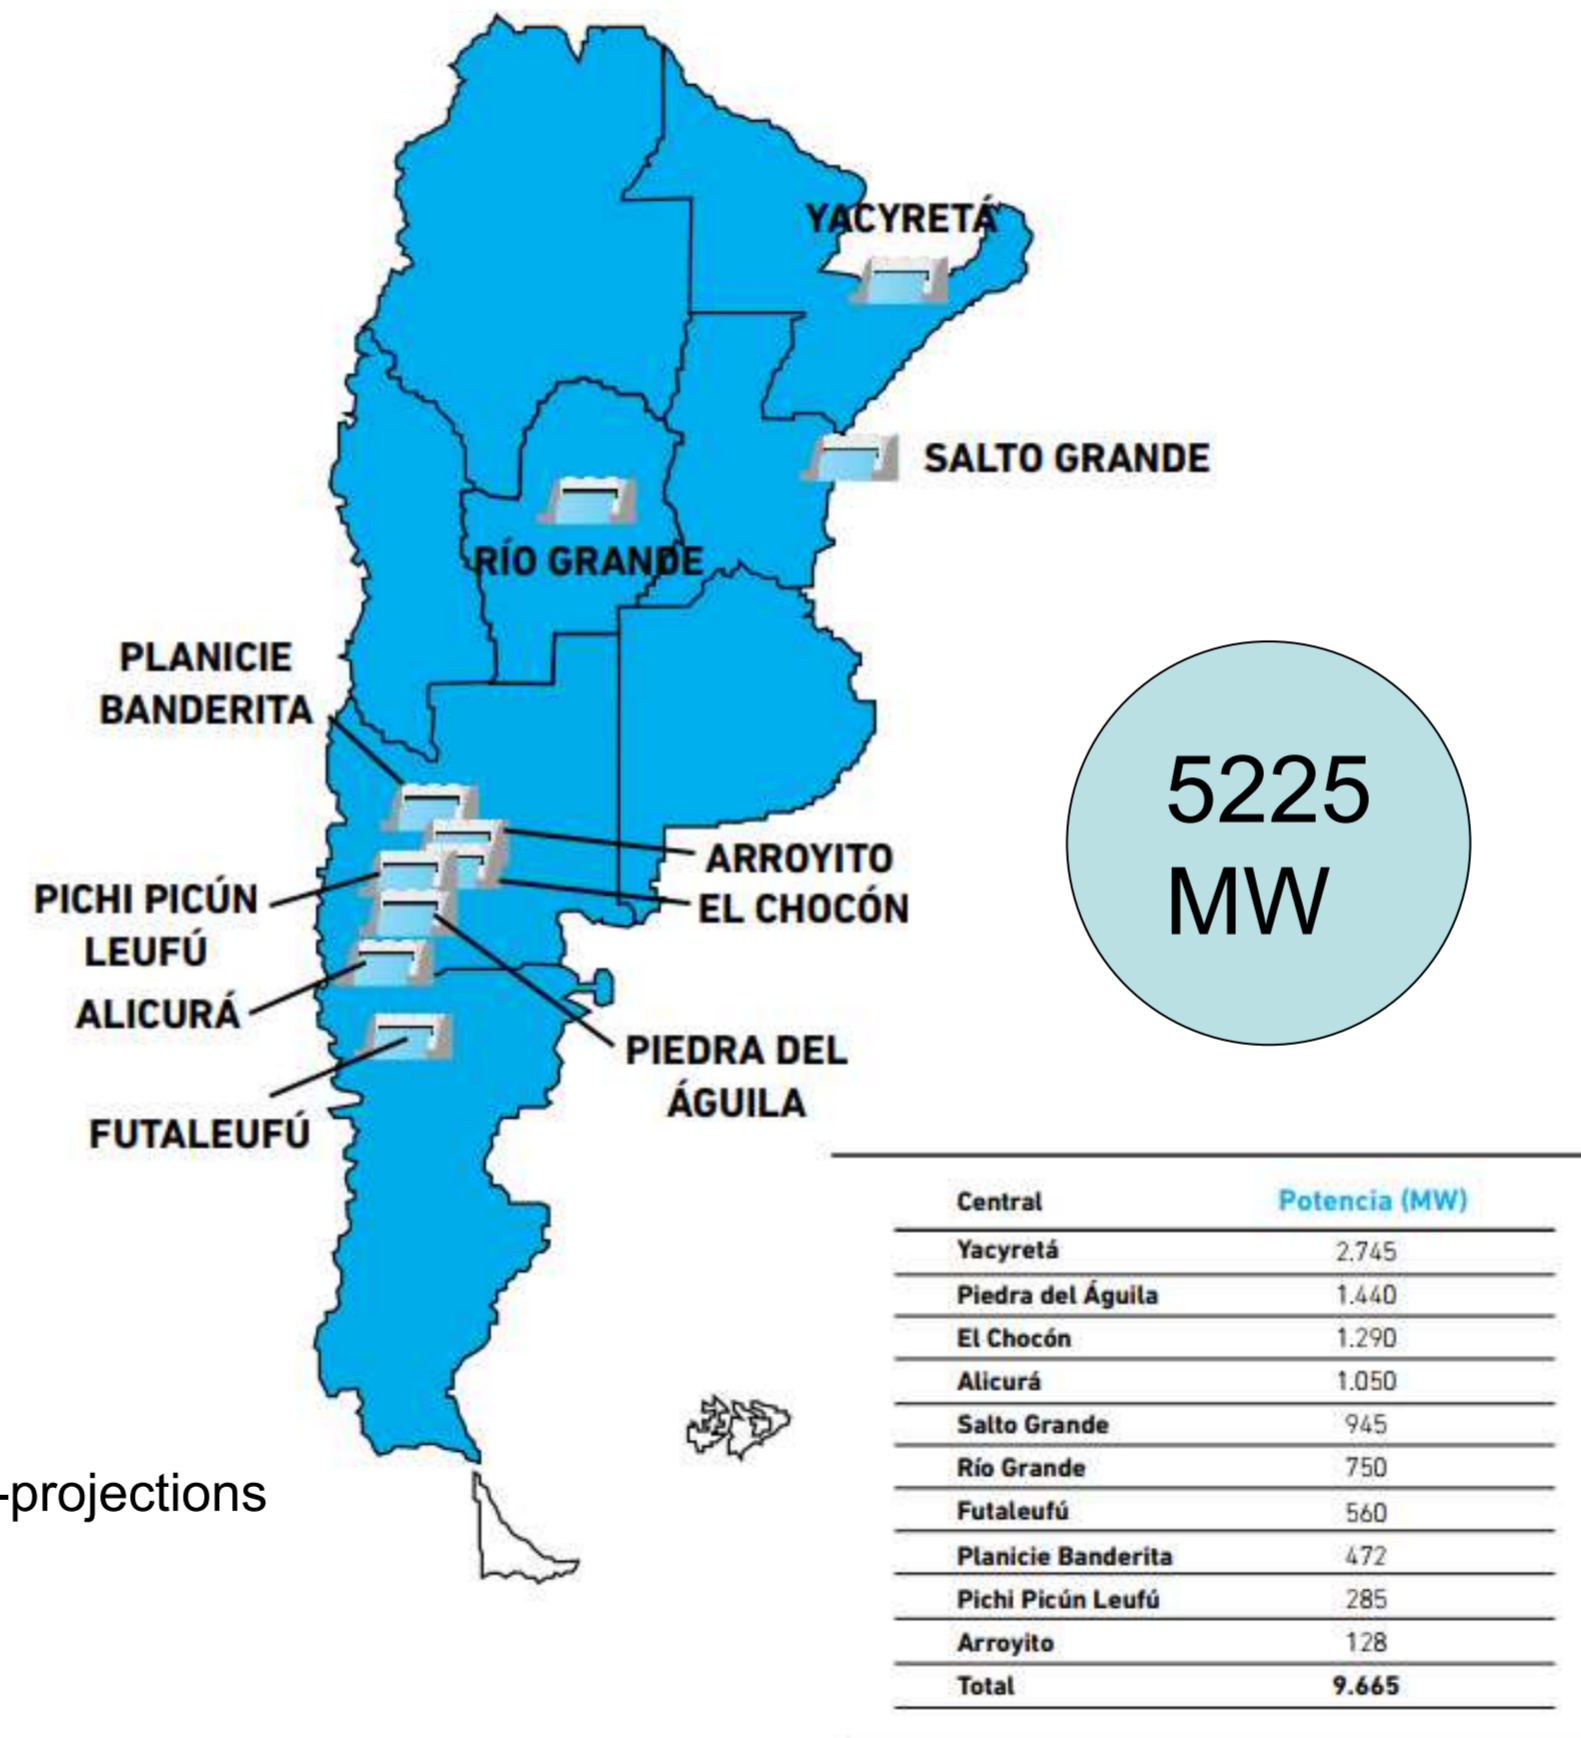 YACYRETÁ
SALTO GRANDE
RÍO GRANDE
PLANICIE
BANDERITA
ARROYITO
EL CHOCÓN
PICHI PICÚN
LEUFÚ
ALICURÁ
PIEDRA DEL
ÁGUILA
FUTALEUFÚ
5225
MW
-projections
Central Potencia (MW)
Yacyretá 2.745
Piedra del Águila 1.440
El Chocón 1.290
Alicurá 1.050
Salto Grande 945
Río Grande 750
Futaleufú 560
Planicie Banderita 472
Pichi Picún Leufú 285
Arroyito 128
Total 9.665